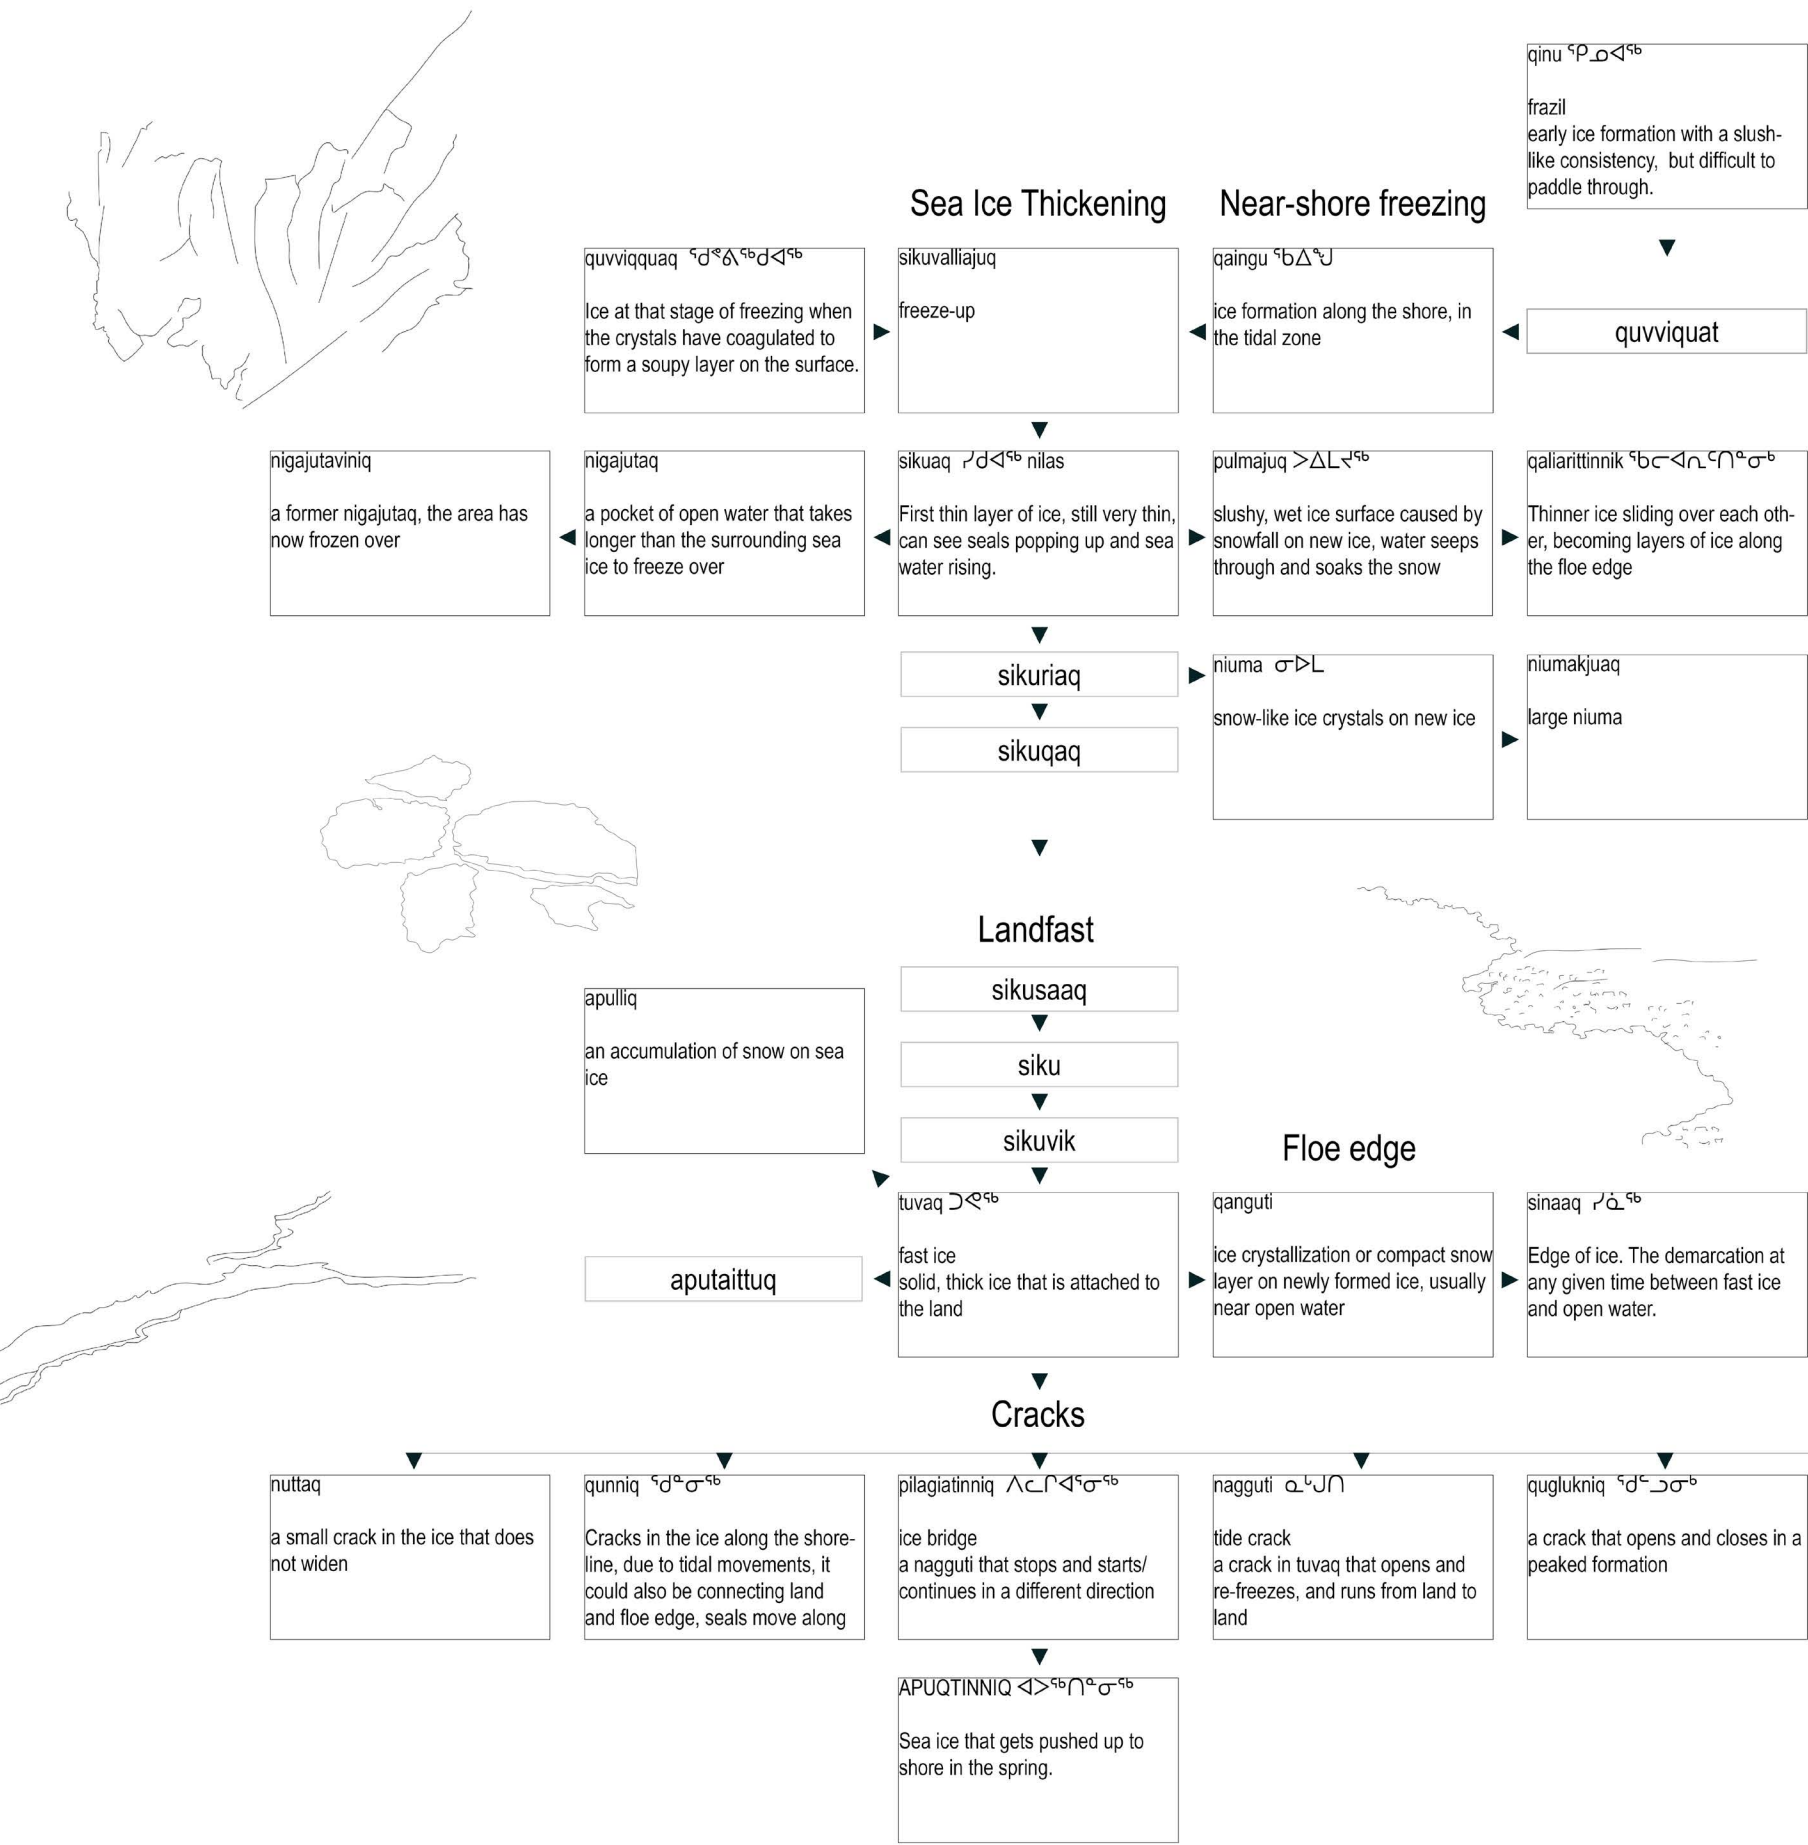 qinu ᕿᓄᐊᖅ
frazil
early ice formation with a slush-
like consistency, but difficult to
paddle through.
Sea Ice Thickening
Near-shore freezing
quvviqquaq ᖁᕝᕕᖅᑯᐊᖅ
Ice at that stage of freezing when
the crystals have coagulated to
form a soupy layer on the surface.
sikuvalliajuq
freeze-up
qaingu ᖃᐃᖑ
ice formation along the shore, in
the tidal zone
quvviquat
nigajutaviniq
a former nigajutaq, the area has
now frozen over
nigajutaq
a pocket of open water that takes
longer than the surrounding sea
ice to freeze over
sikuaq ᓯᑯᐊᖅ nilas
First thin layer of ice, still very thin,
can see seals popping up and sea
water rising.
pulmajuq ᐳᐃᒪᔪᖅ
slushy, wet ice surface caused by
snowfall on new ice, water seeps
through and soaks the snow
qaliarittinnik ᖃᓕᐊᕆᑦᑎᓐᓂᒃ
Thinner ice sliding over each oth-
er, becoming layers of ice along
the floe edge
sikuriaq
niuma ᓂᐅᒪ
snow-like ice crystals on new ice
niumakjuaq
large niuma
sikuqaq
Landfast
sikusaaq
apulliq
an accumulation of snow on sea
ice
siku
sikuvik
Floe edge
tuvaq ᑐᕙᖅ
fast ice
solid, thick ice that is attached to
the land
qanguti
ice crystallization or compact snow
layer on newly formed ice, usually
near open water
sinaaq ᓯᓈᖅ
Edge of ice. The demarcation at
any given time between fast ice
and open water.
aputaittuq
Cracks
nuttaq
a small crack in the ice that does
not widen
qunniq ᖁᓐᓂᖅ
Cracks in the ice along the shore-
line, due to tidal movements, it
could also be connecting land
and floe edge, seals move along
pilagiatinniq ᐱᓚᒋᐊᕐᓂᖅ
ice bridge
a nagguti that stops and starts/
continues in a different direction
nagguti ᓇᒡᒍᑎ
tide crack
a crack in tuvaq that opens and
re-freezes, and runs from land to
land
quglukniq ᖁᓪᓗᓂᒃ
a crack that opens and closes in a
peaked formation
APUQTINNIQ ᐊᐳᖅᑎᓐᓂᖅ
Sea ice that gets pushed up to
shore in the spring.